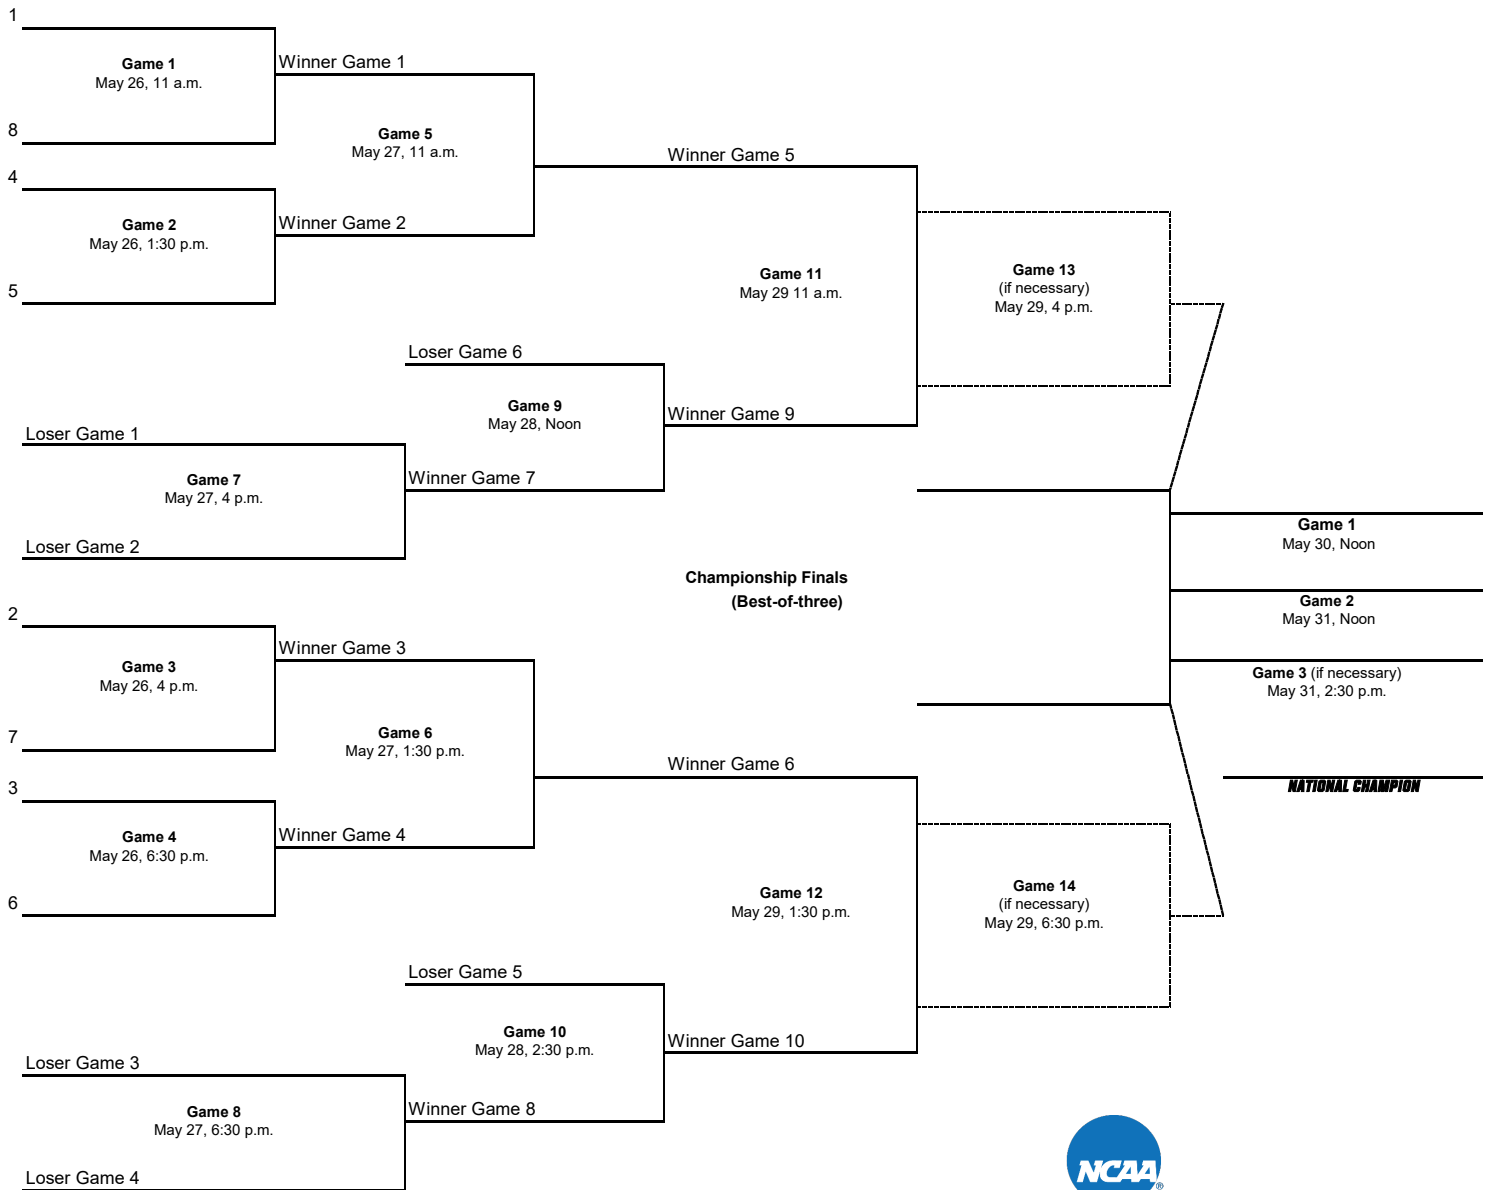 1
Game 1
May 26, 11 a.m.
8
Winner Game 1
Game 5
May 27, 11 a.m.
4
Game 2
May 26, 1:30 p.m.
5
Winner Game 2
Winner Game 5
Game 11
May 29 11 a.m.
Game 13
(if necessary)
May 29, 4 p.m.
Loser Game 6
Game 9
May 28, Noon
Winner Game 9
Loser Game 1
Game 7
May 27, 4 p.m.
Winner Game 7
Loser Game 2
Championship Finals
(Best-of-three)
Game 1
May 30, Noon
Game 2
May 31, Noon
Game 3 (if necessary)
May 31, 2:30 p.m.
NATIONAL CHAMPION
2
Game 3
May 26, 4 p.m.
7
Winner Game 3
Game 6
May 27, 1:30 p.m.
3
Game 4
May 26, 6:30 p.m.
6
Winner Game 4
Winner Game 6
Game 12
May 29, 1:30 p.m.
Game 14
(if necessary)
May 29, 6:30 p.m.
Loser Game 5
Game 10
May 28, 2:30 p.m.
Winner Game 10
Loser Game 3
Game 8
May 27, 6:30 p.m.
Winner Game 8
Loser Game 4
NCAA®